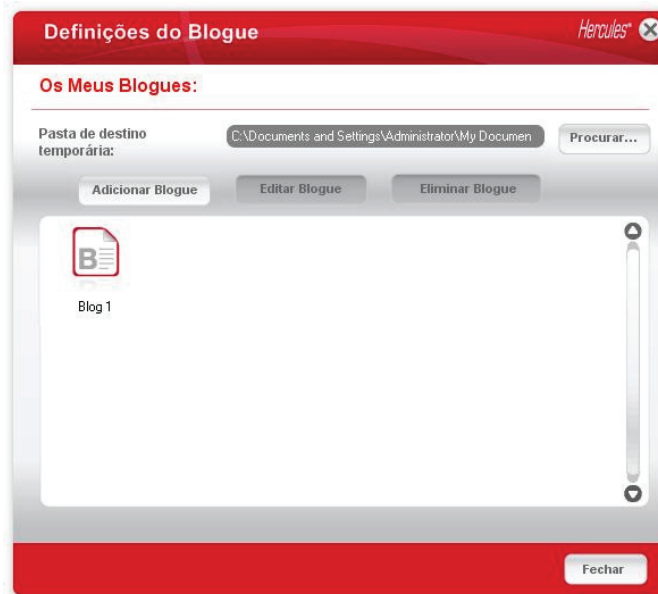 Definições do Blogue
Hercules®
Os Meus Blogues:
Pasta de destino
temporária:
C:\Documents and Settings\Administrator\My Documen
Procurar...
Adicionar Blogue
Editar Blogue
Eliminar Blogue
B
Blog 1
Fechar